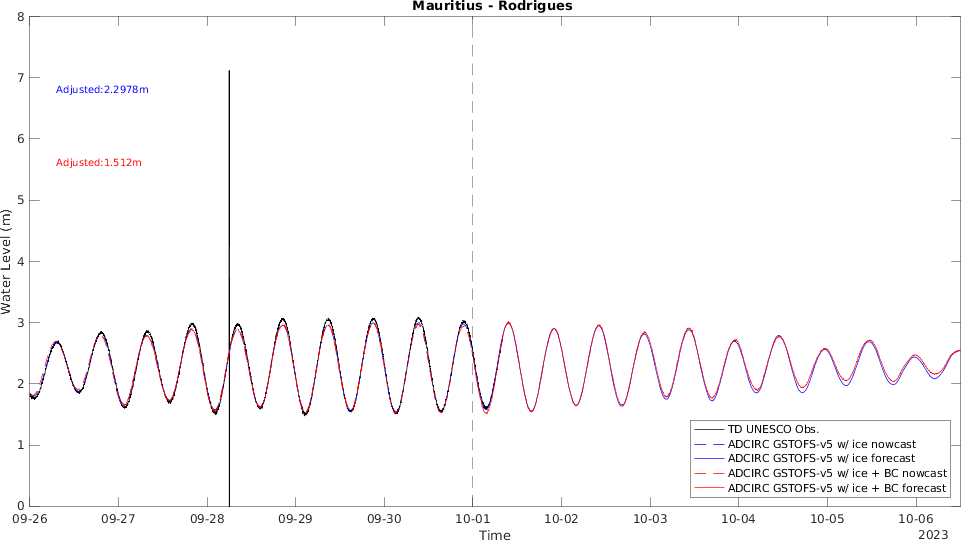 Mauritius - Rodrigues
8
7
6
5
4
3
2
1
0
Water Level (m)
Adjusted:2.2978m
Adjusted:1.512m
TD UNESCO Obs.
ADCIRC GSTOFS-v5 w/ ice nowcast
ADCIRC GSTOFS-v5 w/ ice forecast
ADCIRC GSTOFS-v5 w/ ice + BC nowcast
ADCIRC GSTOFS-v5 w/ ice + BC forecast
09-26 09-27 09-28 09-29 09-30 10-01 10-02 10-03 10-04 10-05 10-06
Time
2023